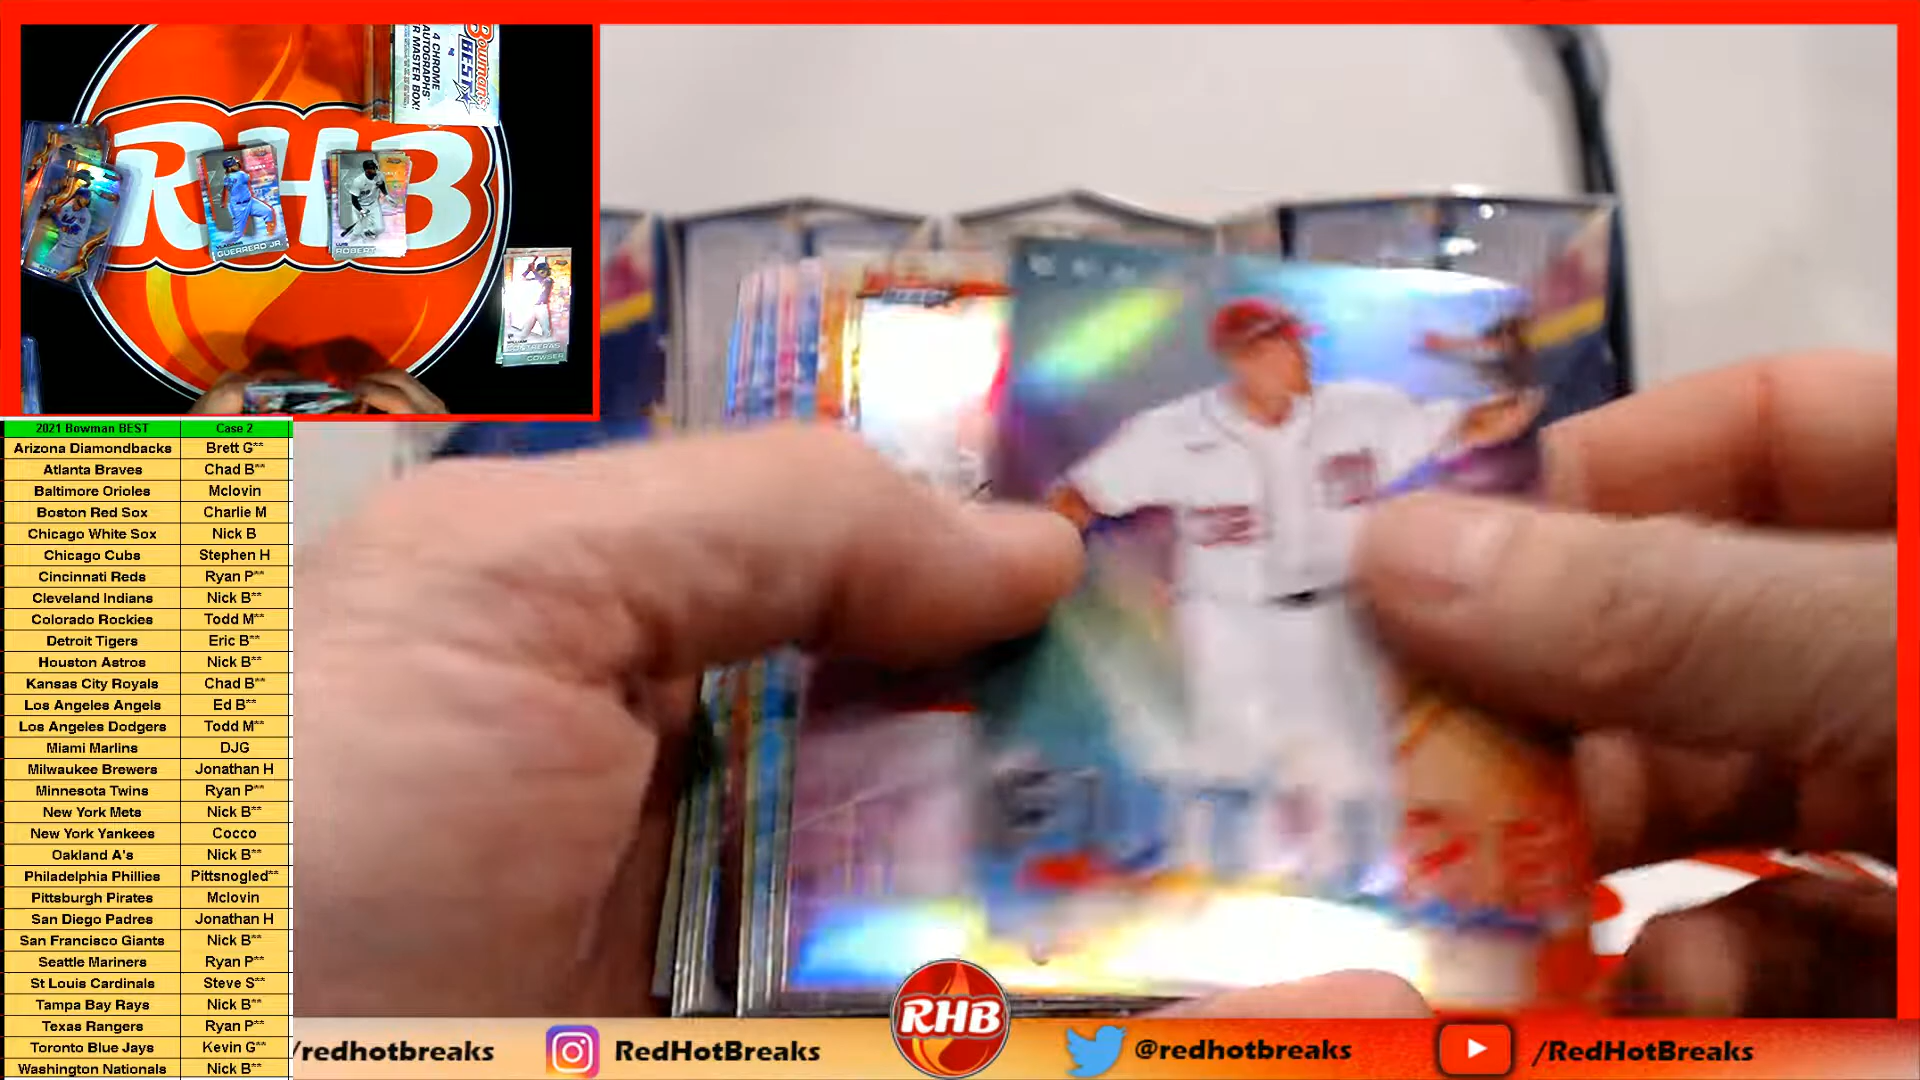 Bowman's
BEST
4 CHROME
AUTOGRAPHS
MASTER BOX!
RHB
GUERRERO JR.
ROBERT
CONTRERAS
COWSER
2021 Bowman BEST Case 2
Arizona Diamondbacks Brett G**
Atlanta Braves Chad B**
Baltimore Orioles Mclovin
Boston Red Sox Charlie M
Chicago White Sox Nick B
Chicago Cubs Stephen H
Cincinnati Reds Ryan P**
Cleveland Indians Nick B**
Colorado Rockies Todd M**
Detroit Tigers Eric B**
Houston Astros Nick B**
Kansas City Royals Chad B**
Los Angeles Angels Ed B**
Los Angeles Dodgers Todd M**
Miami Marlins DJG
Milwaukee Brewers Jonathan H
Minnesota Twins Ryan P**
New York Mets Nick B**
New York Yankees Cocco
Oakland A's Nick B**
Philadelphia Phillies Pittsnogled**
Pittsburgh Pirates Mclovin
San Diego Padres Jonathan H
San Francisco Giants Nick B**
Seattle Mariners Ryan P**
St Louis Cardinals Steve S**
Tampa Bay Rays Nick B**
Texas Rangers Ryan P**
Toronto Blue Jays Kevin G**
Washington Nationals Nick B**
/redhotbreaks RedHotBreaks RHB @redhotbreaks /RedHotBreaks